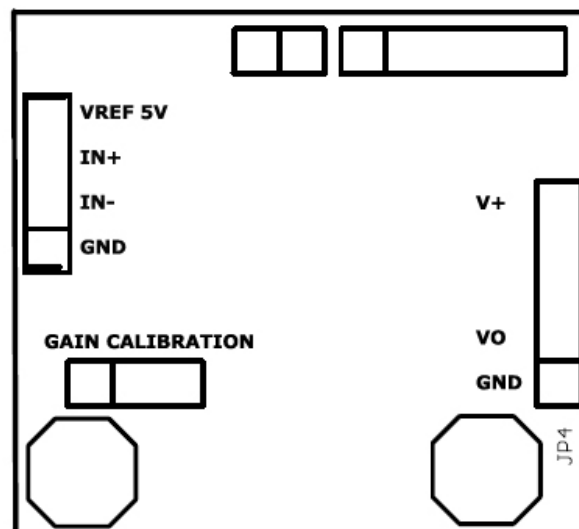 VREF 5V
IN+
IN-
V+
GND
GAIN CALIBRATION
VO
GND
JP4